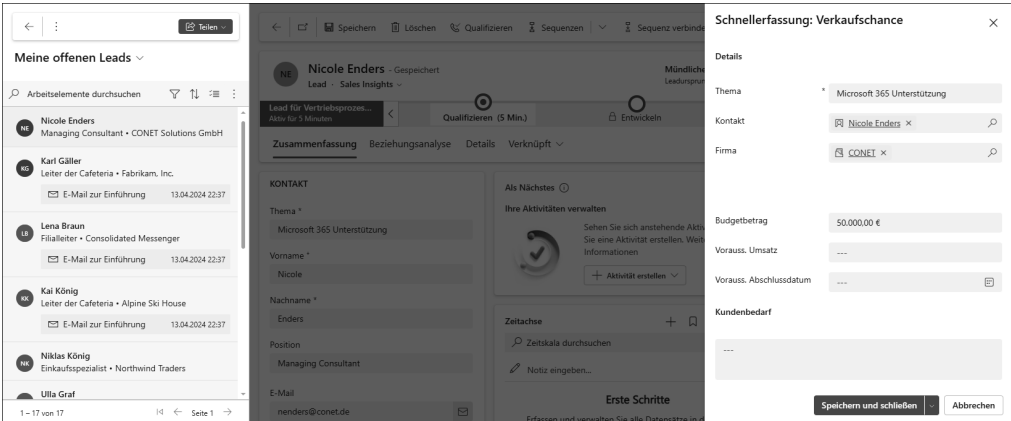 Teilen
Meine offenen Leads
Arbeitselemente durchsuchen
NE
Nicole Enders
Managing Consultant • CONET Solutions GmbH
KG
Karl Gäller
Leiter der Cafeteria • Fabrikam, Inc.
E-Mail zur Einführung 13.04.2024 22:37
LB
Lena Braun
Filialleiter • Consolidated Messenger
E-Mail zur Einführung 13.04.2024 22:37
KK
Kai König
Leiter der Cafeteria • Alpine Ski House
E-Mail zur Einführung 13.04.2024 22:37
NK
Niklas König
Einkaufsspezialist • Northwind Traders
Ulla Graf
1 – 17 von 17 Seite 1
Speichern Löschen Qualifizieren Sequenzen Sequenz verbinde
NE
Nicole Enders - Gespeichert
Lead · Sales Insights
Mündliche
Leadursprun
Lead für Vertriebsprozes...
Aktiv für 5 Minuten
Qualifizieren (5 Min.)
Entwickeln
Zusammenfassung Beziehungsanalyse Details Verknüpft
KONTAKT
Thema *
Microsoft 365 Unterstützung
Vorname *
Nicole
Nachname *
Enders
Position
Managing Consultant
E-Mail
nenders@conet.de
Als Nächstes
Ihre Aktivitäten verwalten
Sehen Sie sich anstehende Aktiv
Sie eine Aktivität erstellen. Weite
Informationen
Aktivität erstellen
Zeitachse
Zeitskala durchsuchen
Notiz eingeben...
Erste Schritte
Erfassen und verwalten Sie alle Datensätze in d
Schnellerfassung: Verkaufschance
Details
Thema * Microsoft 365 Unterstützung
Kontakt Nicole Enders
Firma CONET
Budgetbetrag 50.000,00 €
Vorauss. Umsatz ---
Vorauss. Abschlussdatum ---
Kundenbedarf
---
Speichern und schließen Abbrechen